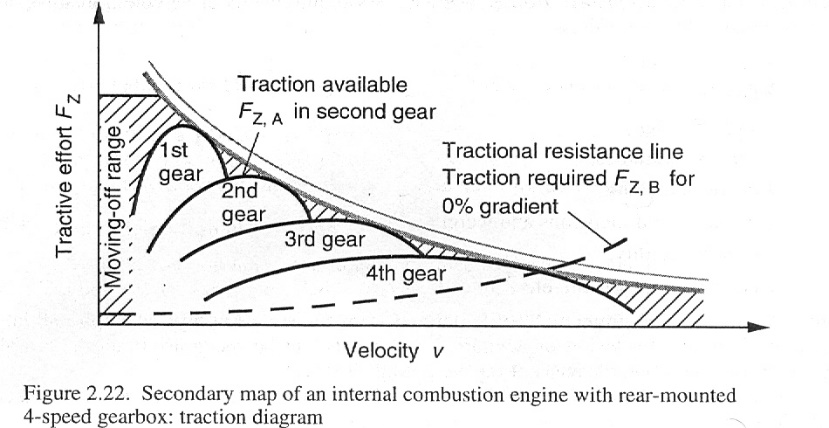 Tractive effort F_Z
Moving-off range
1st
gear
2nd
gear
3rd gear
4th gear
Traction available
F_Z, A in second gear
Tractional resistance line
Traction required F_Z, B for
0% gradient
Velocity v
Figure 2.22. Secondary map of an internal combustion engine with rear-mounted
4-speed gearbox: traction diagram